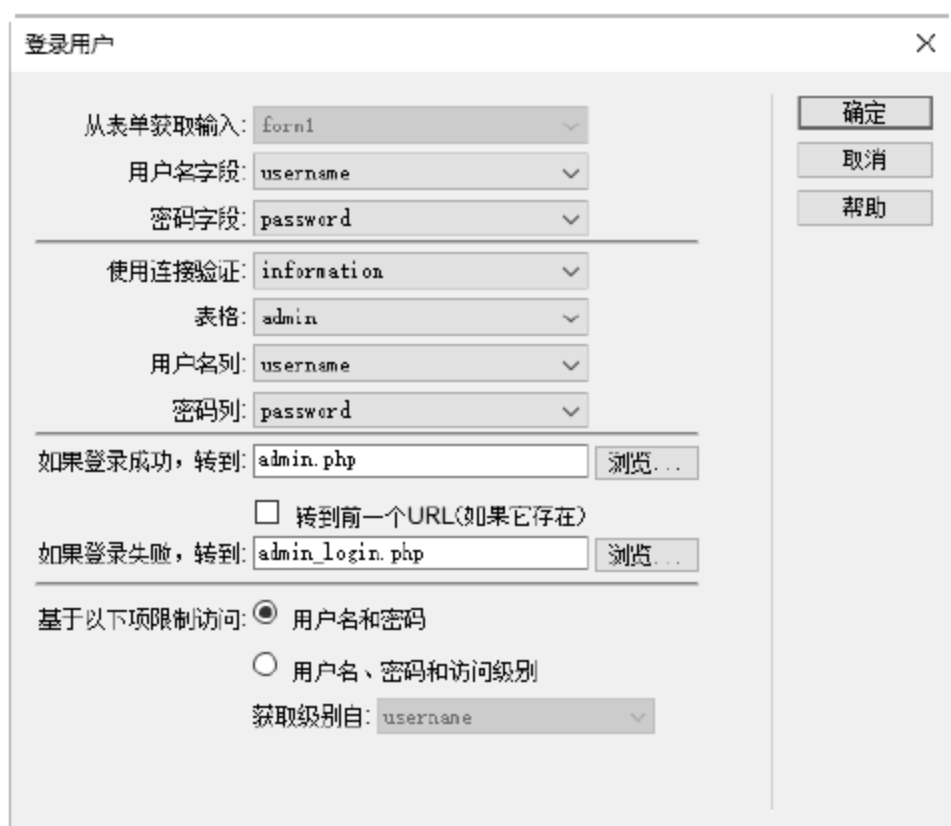 登录用户
从表单获取输入: form1
确定
用户名字段: username
取消
密码字段: password
帮助
使用连接验证: information
表格: admin
用户名列: username
密码列: password
如果登录成功，转到: admin.php 浏览...
转到前一个URL(如果它存在)
如果登录失败，转到: admin_login.php 浏览...
基于以下项限制访问: 用户名和密码
用户名、密码和访问级别
获取级别自: username